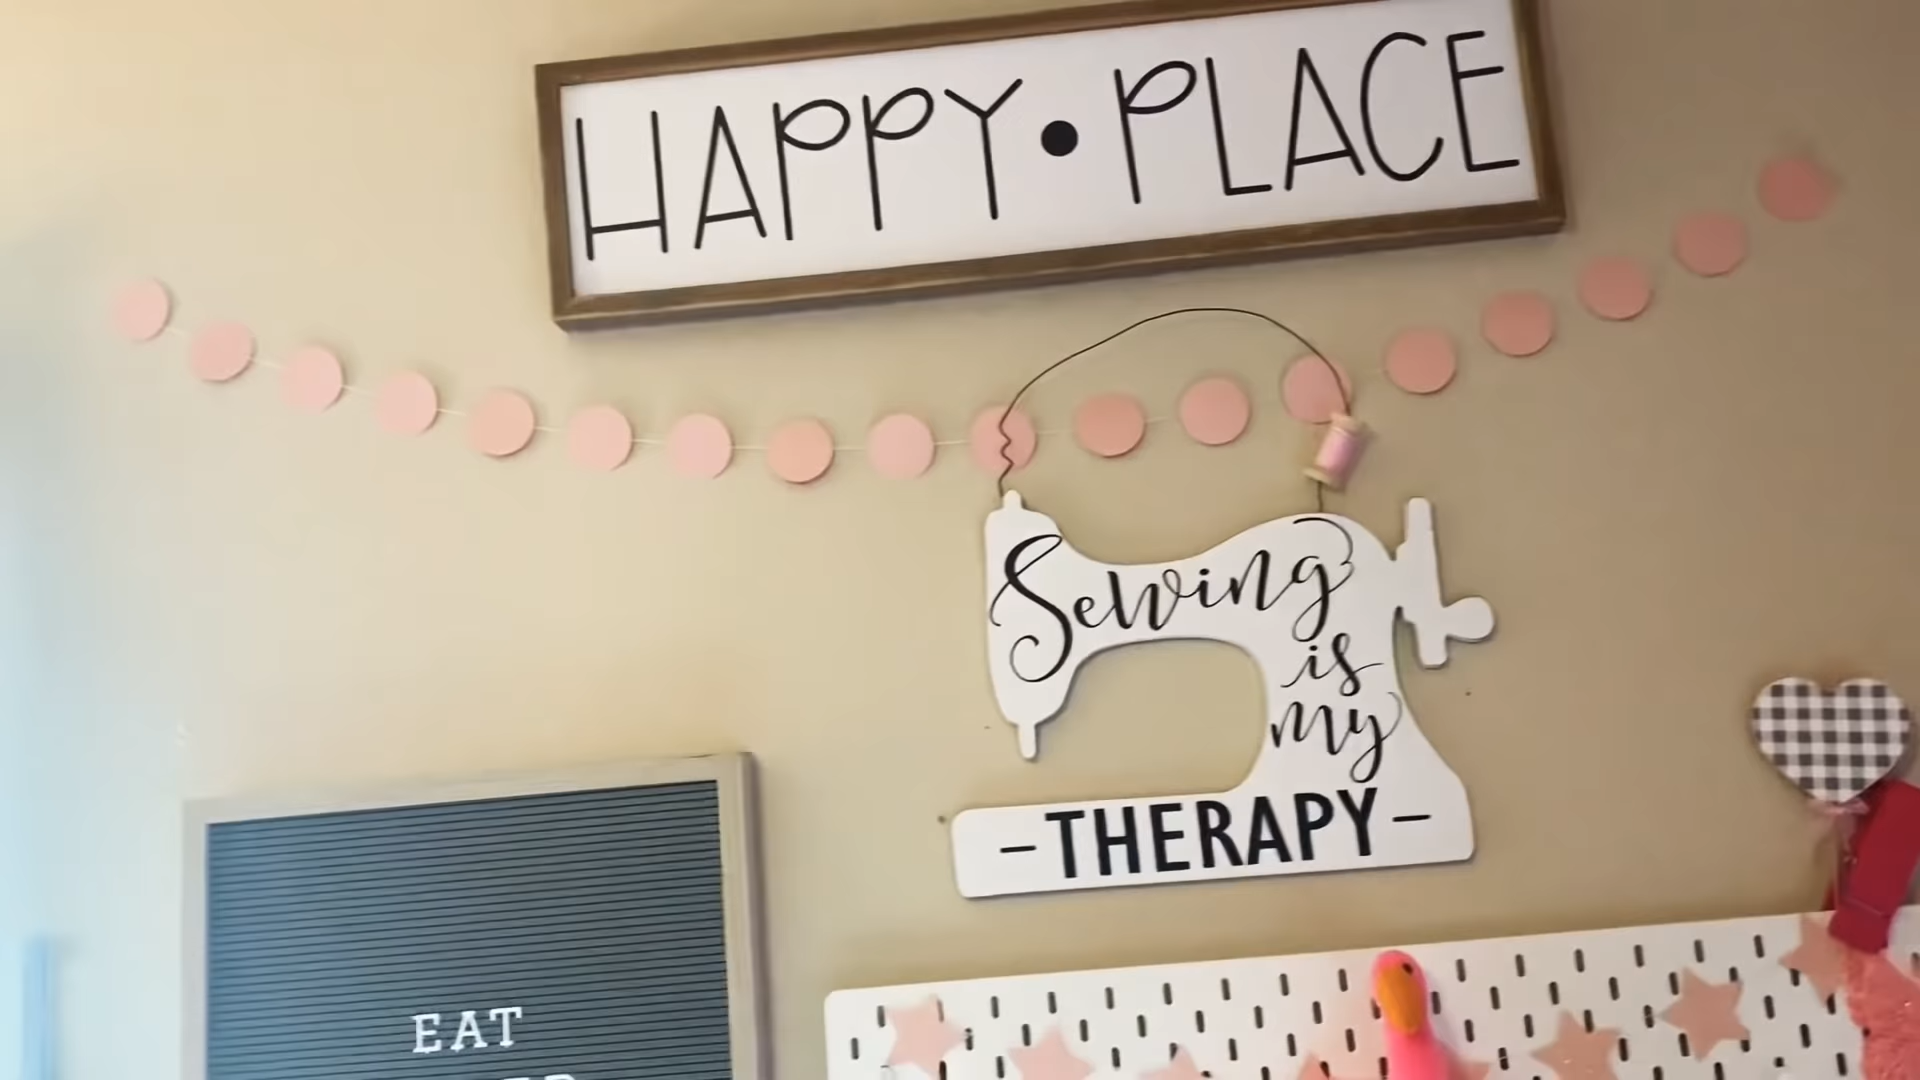 HAPPY • PLACE
Sewing
is
my
-THERAPY-
EAT